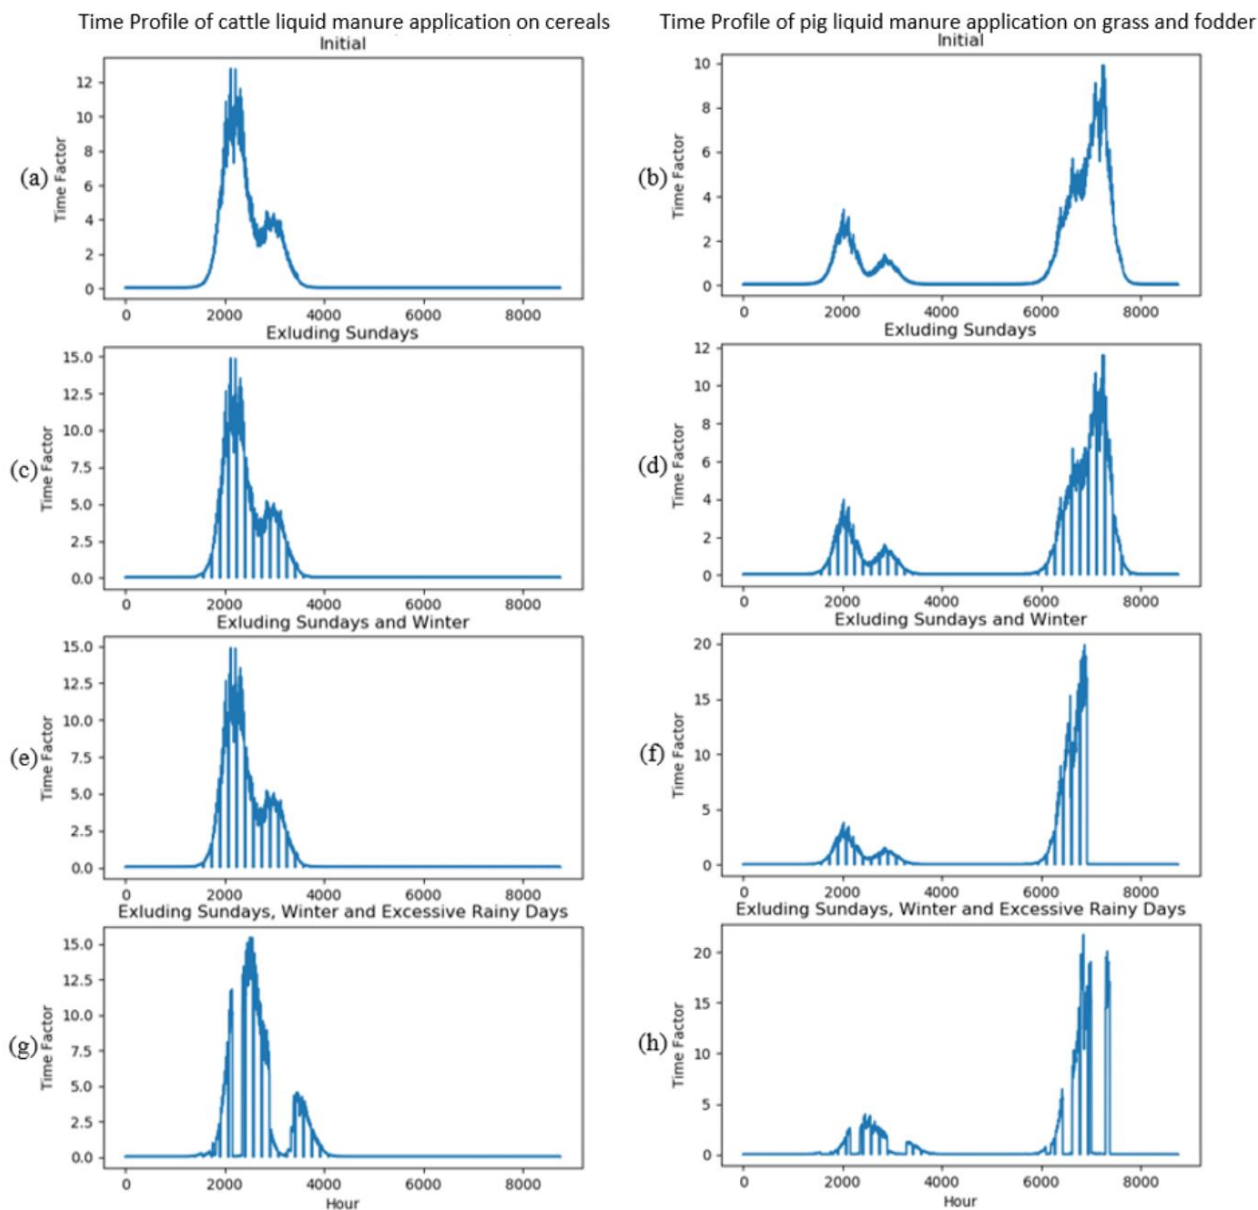 Time Profile of cattle liquid manure application on cereals
Time Profile of pig liquid manure application on grass and fodder
Initial
(a)
Time Factor
12
10
8
6
4
2
0
0 2000 4000 6000 8000
Initial
(b)
Time Factor
10
8
6
4
2
0
0 2000 4000 6000 8000
Exluding Sundays
(c)
Time Factor
15.0
12.5
10.0
7.5
5.0
2.5
0.0
0 2000 4000 6000 8000
Exluding Sundays
(d)
Time Factor
12
10
8
6
4
2
0
0 2000 4000 6000 8000
Exluding Sundays and Winter
(e)
Time Factor
15.0
12.5
10.0
7.5
5.0
2.5
0.0
0 2000 4000 6000 8000
Exluding Sundays and Winter
(f)
Time Factor
20
15
10
5
0
0 2000 4000 6000 8000
Exluding Sundays, Winter and Excessive Rainy Days
(g)
Time Factor
15.0
12.5
10.0
7.5
5.0
2.5
0.0
0 2000 4000 6000 8000
Hour
Exluding Sundays, Winter and Excessive Rainy Days
(h)
Time Factor
20
15
10
5
0
0 2000 4000 6000 8000
Hour